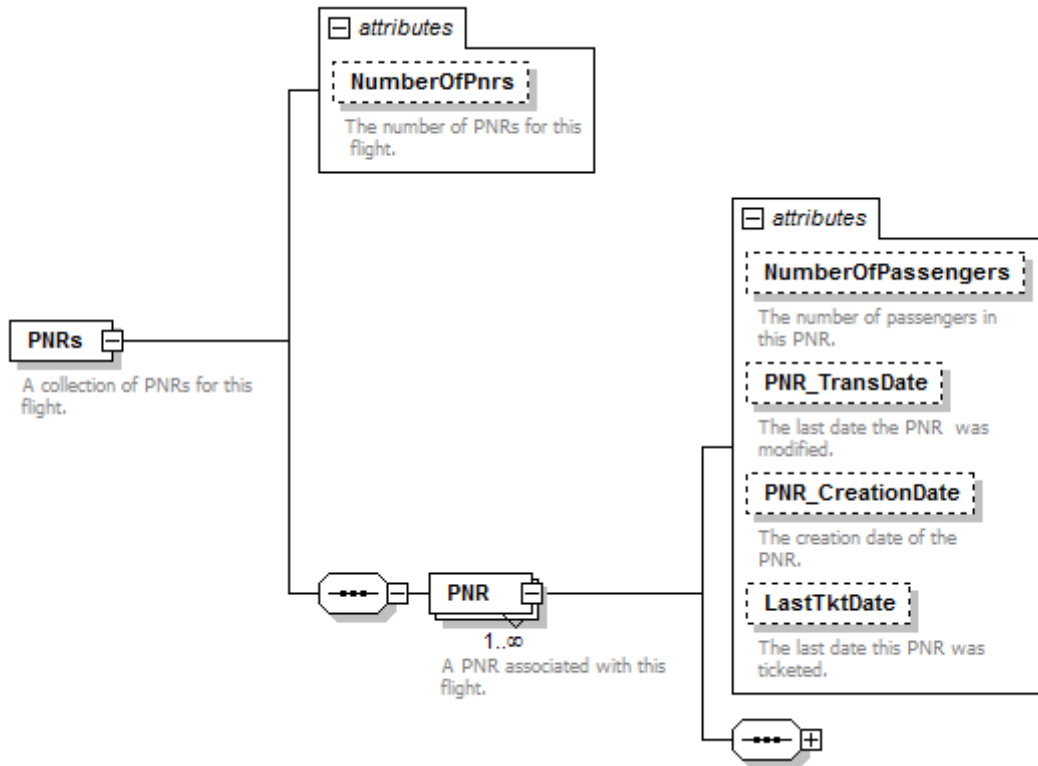 attributes
NumberOfPnrs
The number of PNRs for this
flight.
attributes
NumberOfPassengers
The number of passengers in
this PNR.
PNRs
A collection of PNRs for this
flight.
PNR_TransDate
The last date the PNR was
modified.
PNR_CreationDate
The creation date of the
PNR.
PNR
1..∞
A PNR associated with this
flight.
LastTktDate
The last date this PNR was
ticketed.